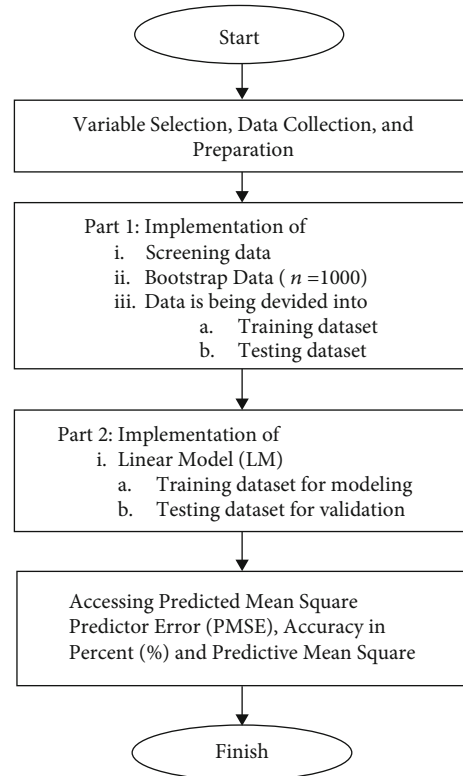 Start
Variable Selection, Data Collection, and
Preparation
Part 1: Implementation of
i. Screening data
ii. Bootstrap Data ( n =1000)
iii. Data is being devided into
a. Training dataset
b. Testing dataset
Part 2: Implementation of
i. Linear Model (LM)
a. Training dataset for modeling
b. Testing dataset for validation
Accessing Predicted Mean Square
Predictor Error (PMSE), Accuracy in
Percent (%) and Predictive Mean Square
Finish